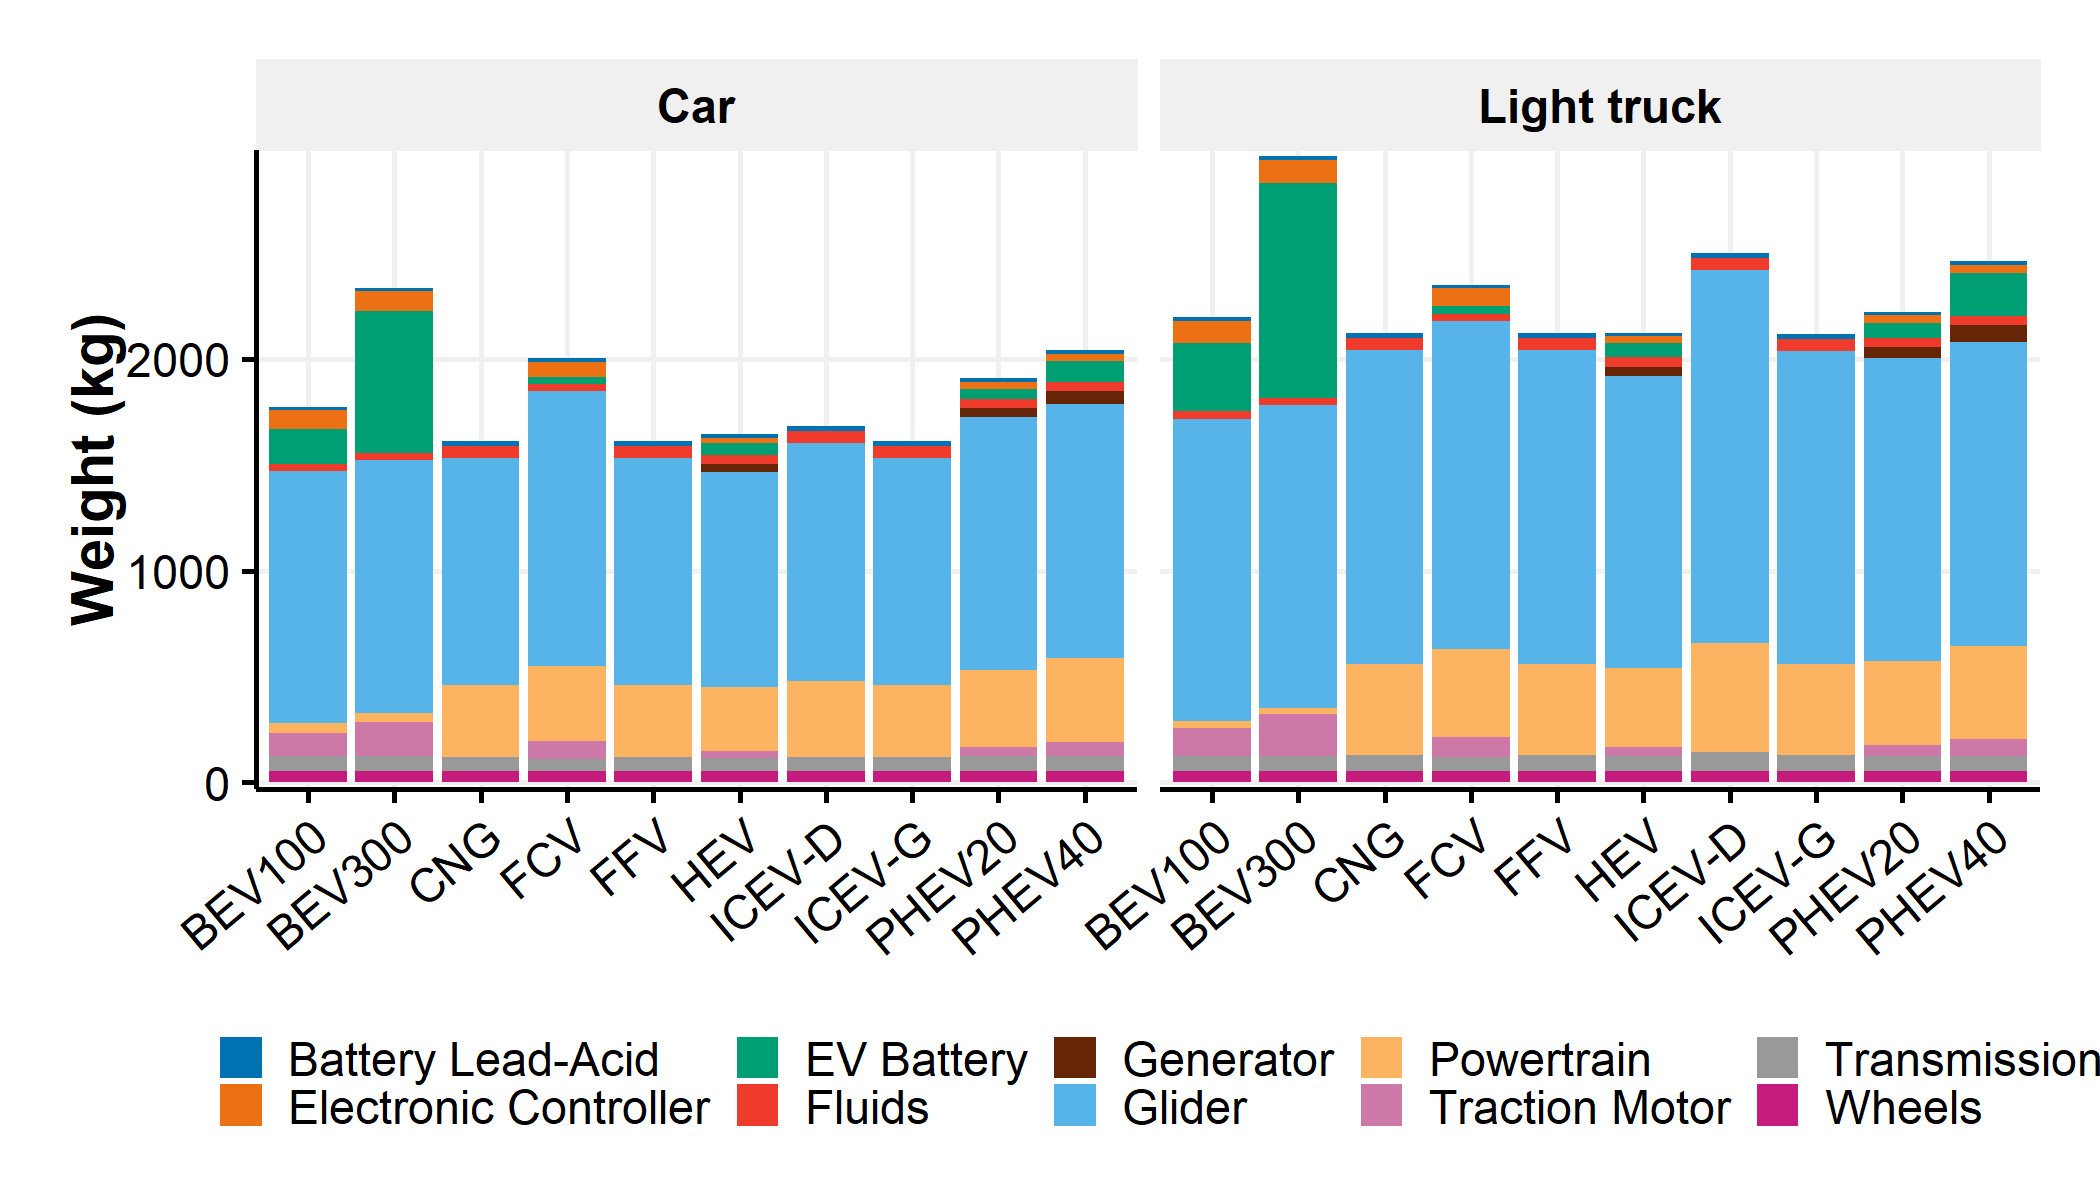 Car
Light truck
Weight (kg)
2000
1000
0
BEV100
BEV300
CNG
FCV
FFV
HEV
ICEV-D
ICEV-G
PHEV20
PHEV40
BEV100
BEV300
CNG
FCV
FFV
HEV
ICEV-D
ICEV-G
PHEV20
PHEV40
Battery Lead-Acid EV Battery Generator Powertrain Transmission
Electronic Controller Fluids Glider Traction Motor Wheels